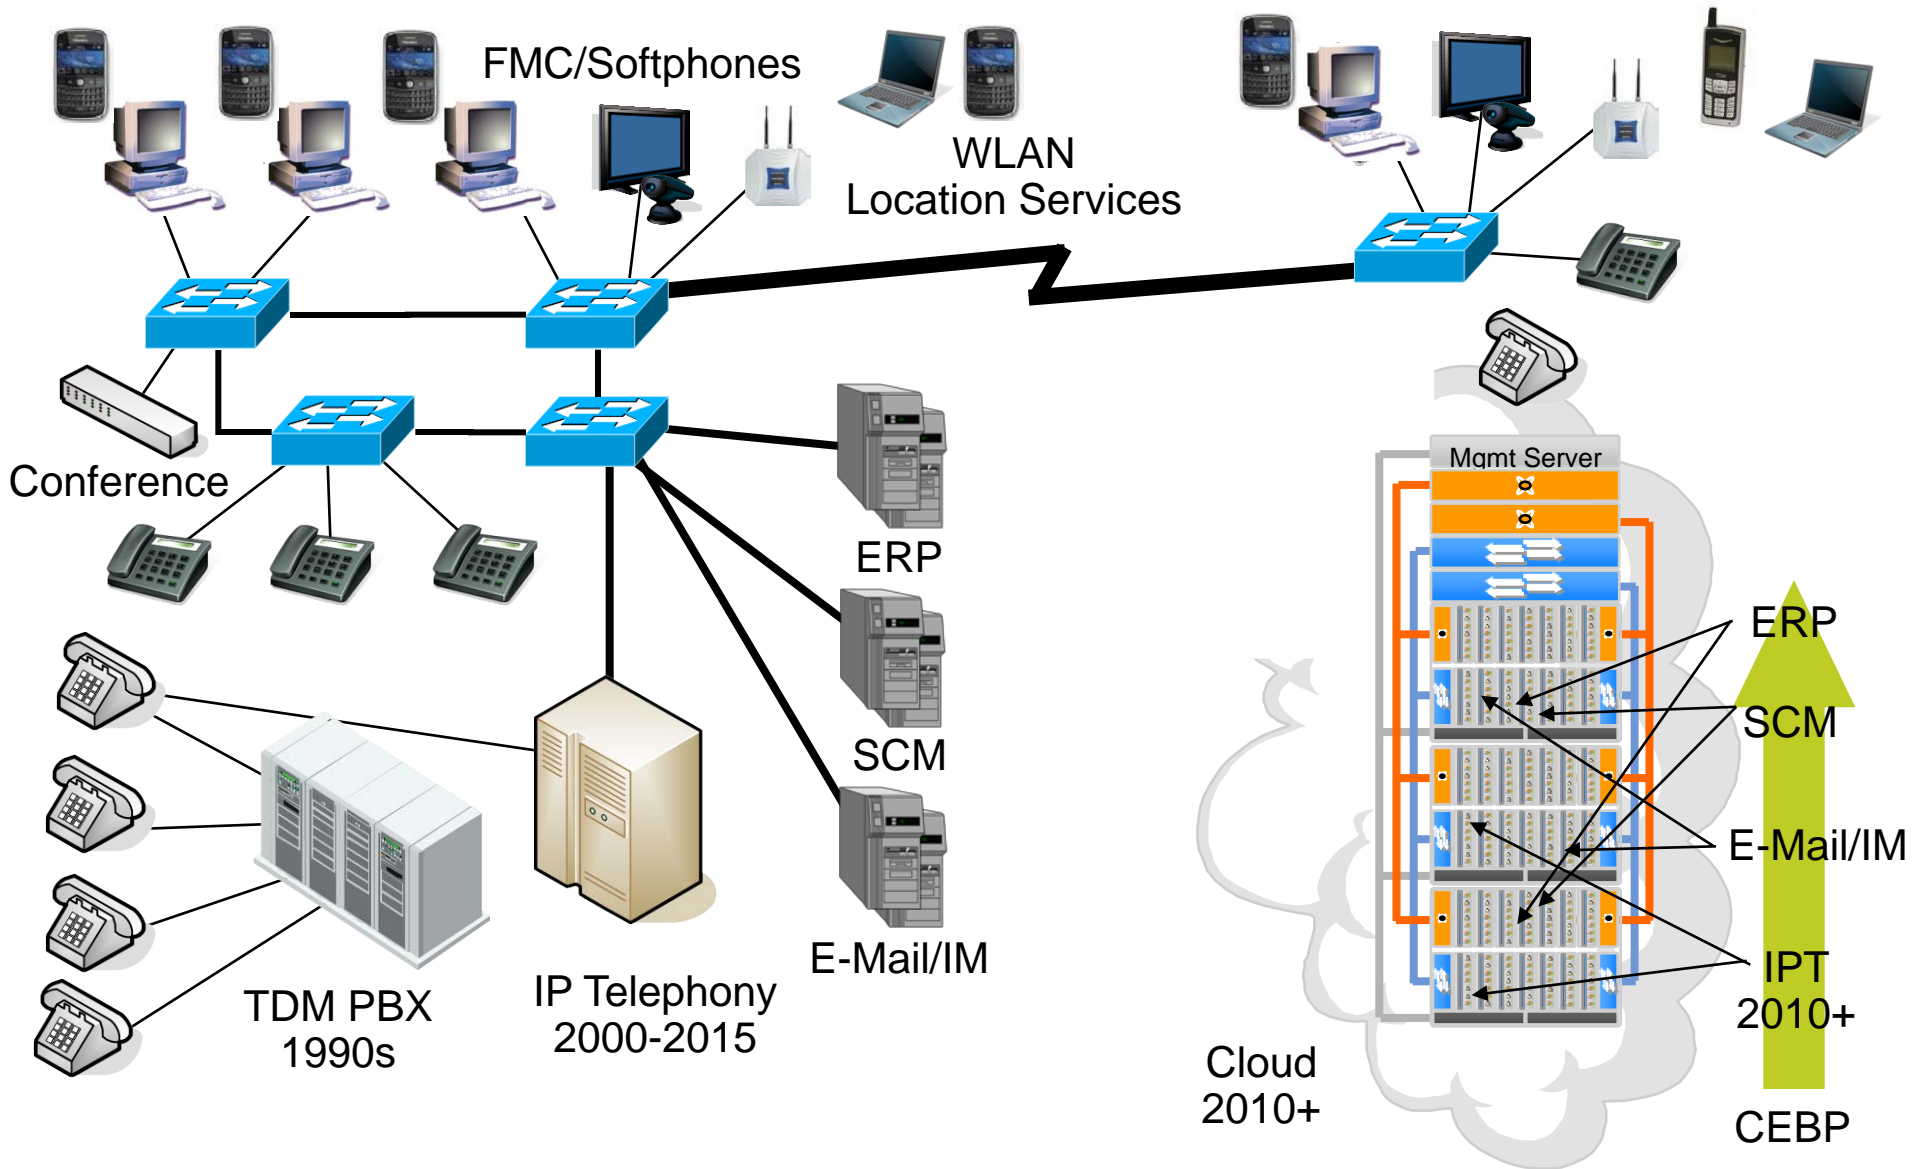 FMC/Softphones
WLAN
Location Services
Conference
Mgmt Server
ERP
ERP
SCM
SCM
E-Mail/IM
E-Mail/IM
IPT
2010+
TDM PBX
1990s
IP Telephony
2000-2015
Cloud
2010+
CEBP